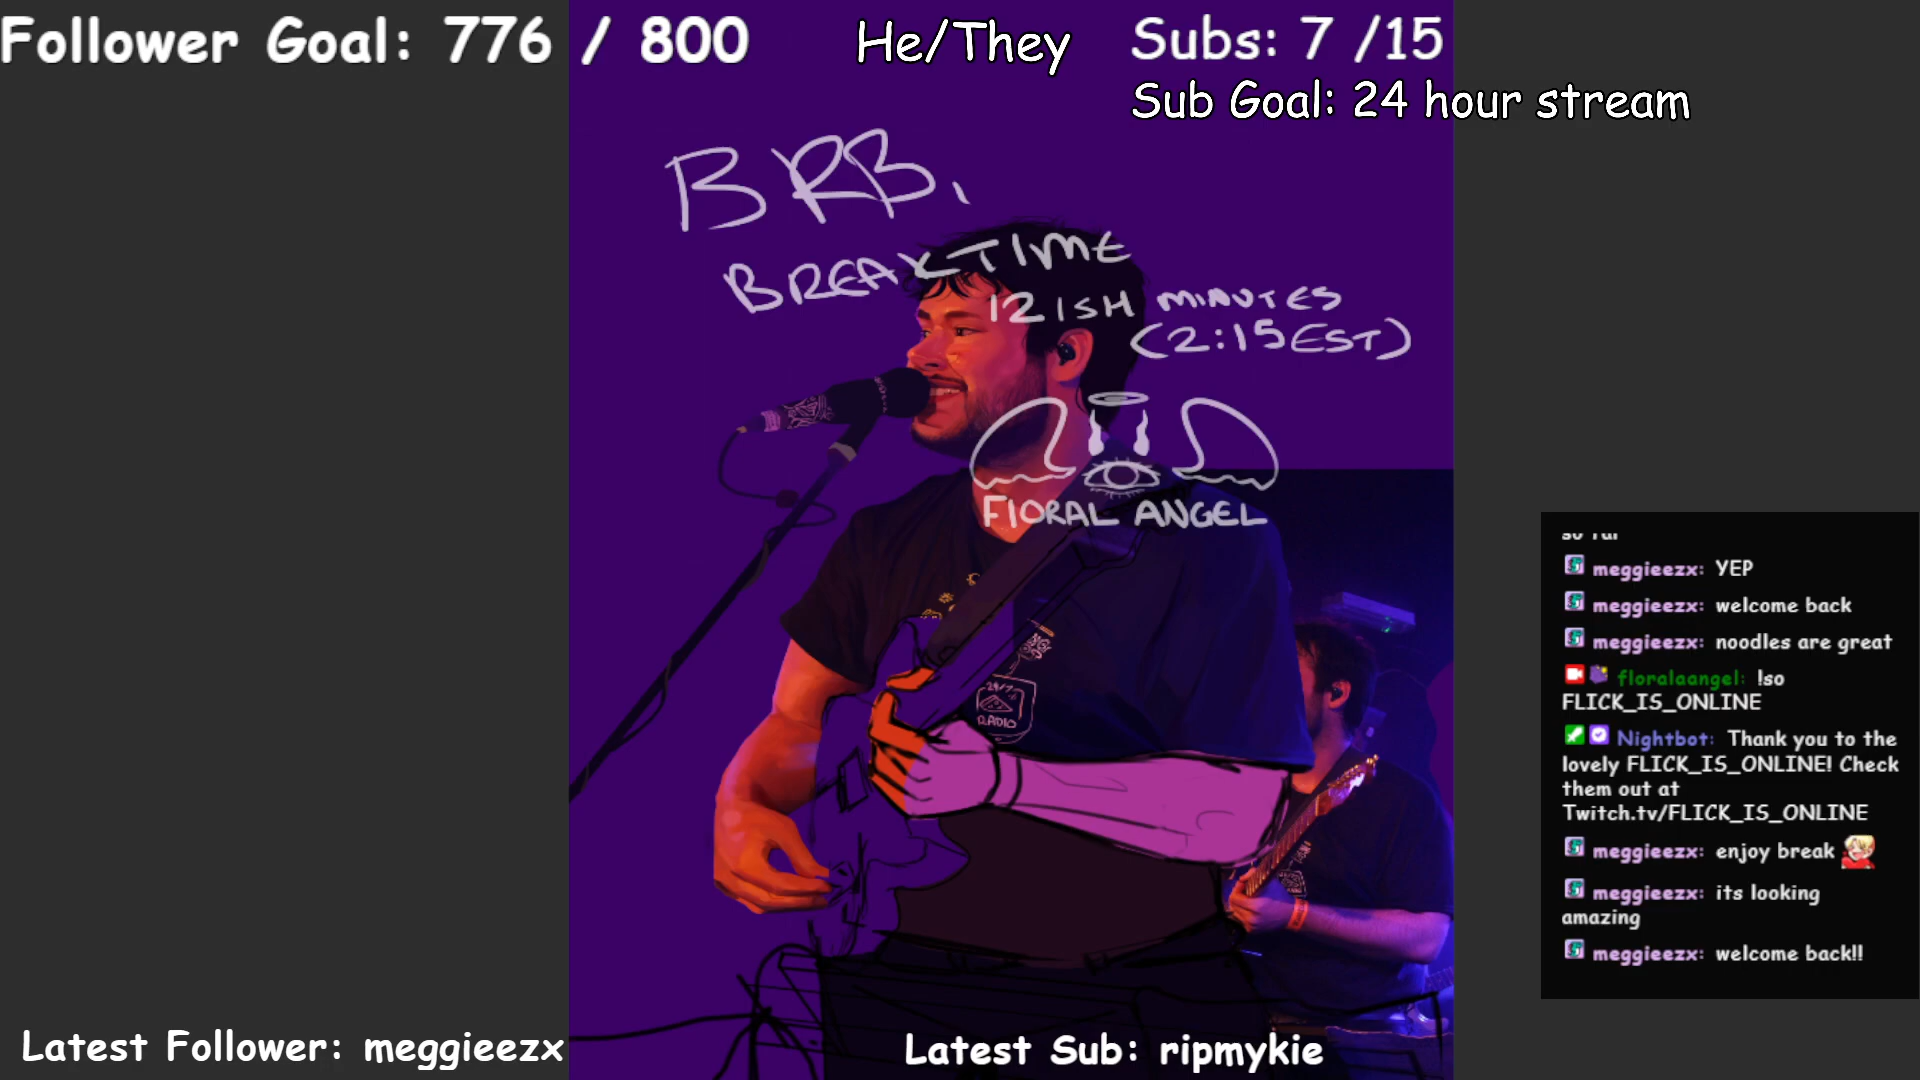 Follower Goal: 776 / 800
He/They
Subs: 7 /15
Sub Goal: 24 hour stream
BRB,
BREAKTIME
12ISH MINUTES
(2:15EST)
FlORAL ANGEL
24/7
RADIO
so far
meggieezx: YEP
meggieezx: welcome back
meggieezx: noodles are great
floralaangel: !so
FLICK_IS_ONLINE
Nightbot: Thank you to the
lovely FLICK_IS_ONLINE! Check
them out at
Twitch.tv/FLICK_IS_ONLINE
meggieezx: enjoy break
meggieezx: its looking
amazing
meggieezx: welcome back!!
Latest Follower: meggieezx
Latest Sub: ripmykie